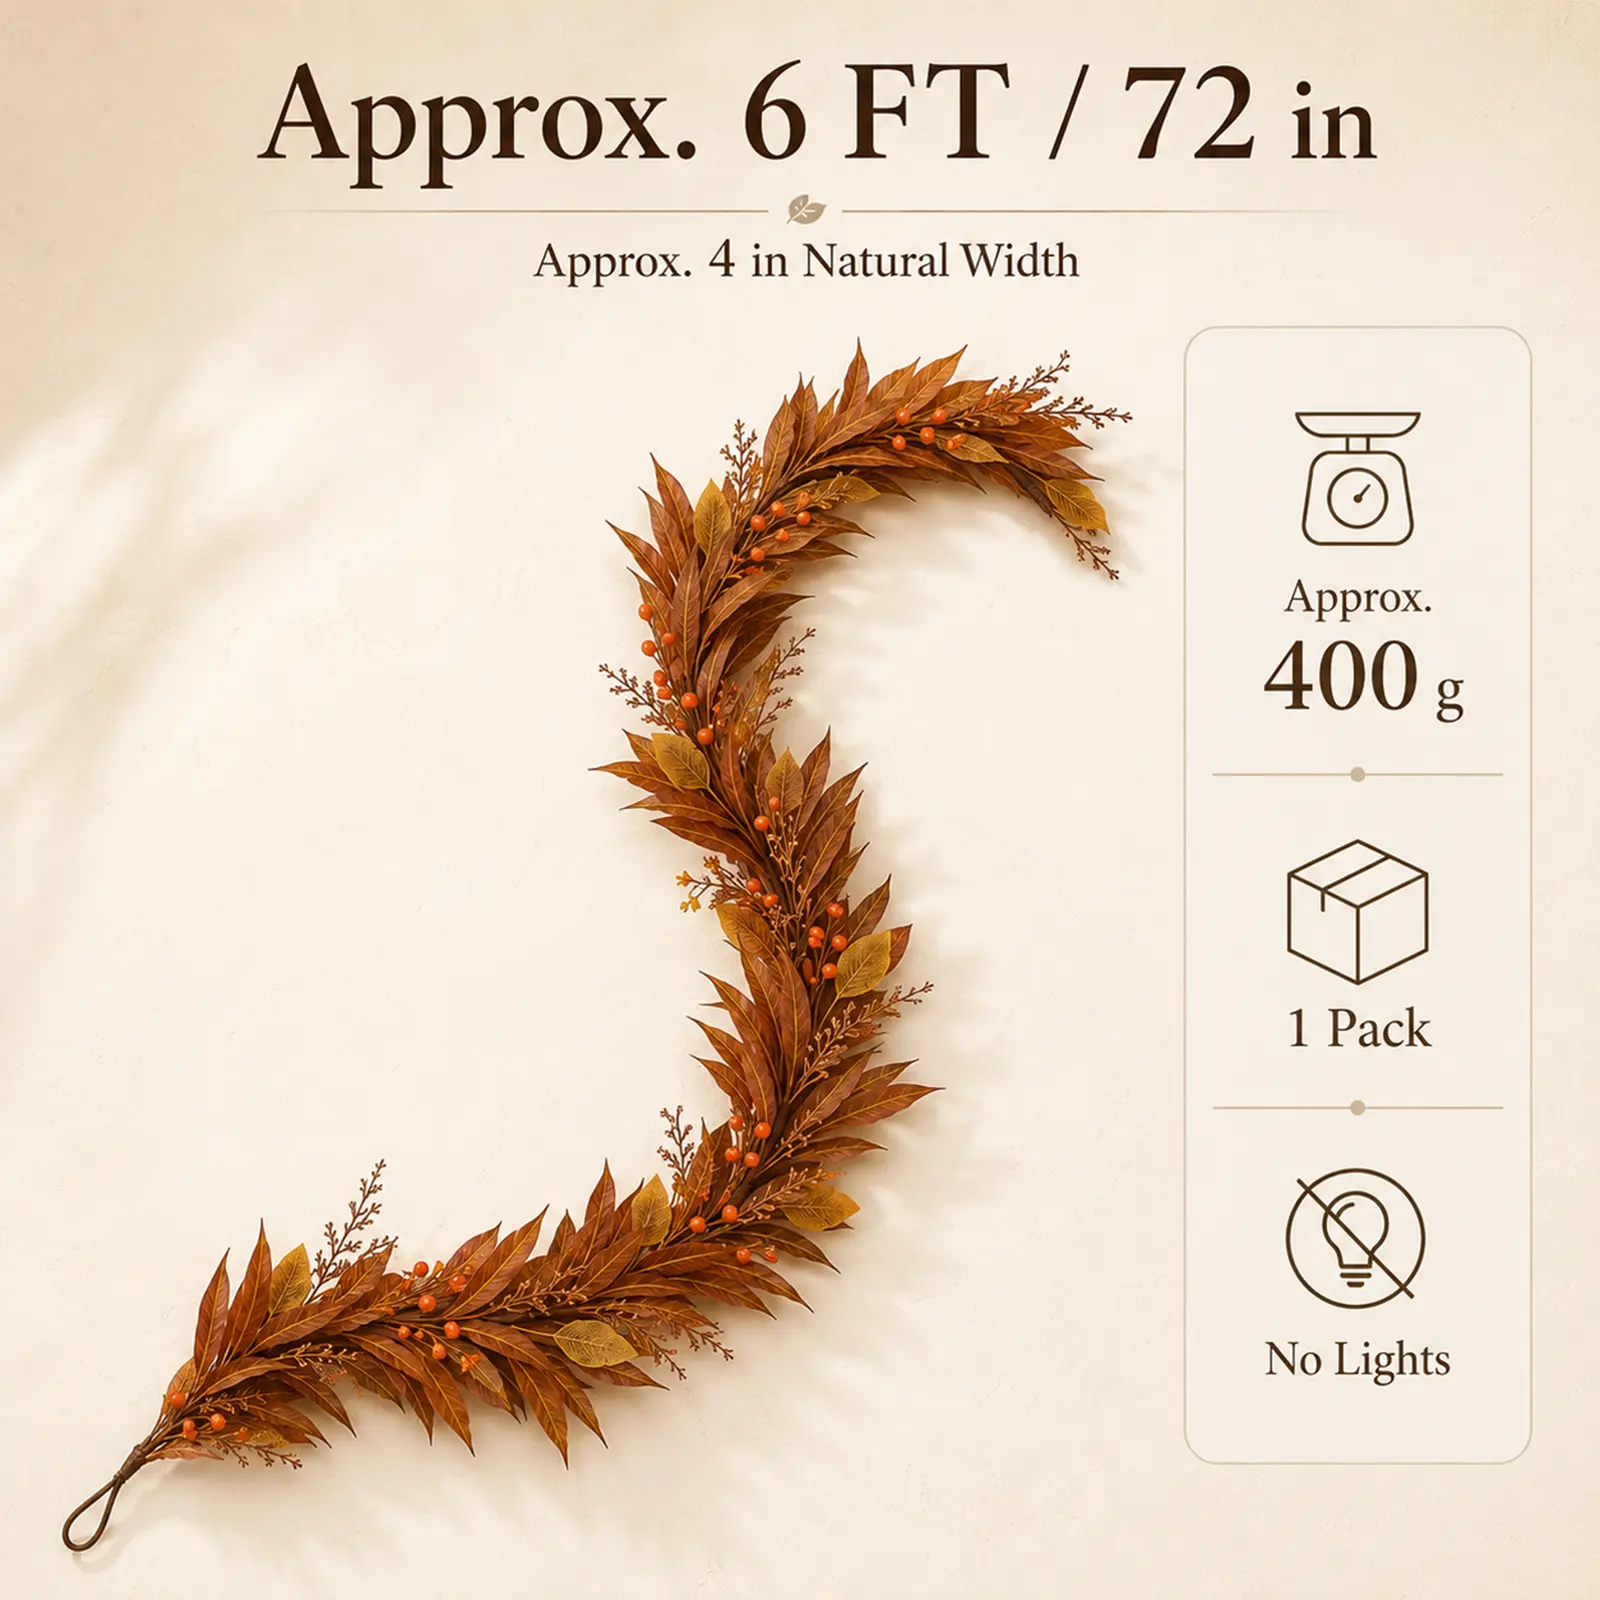 Approx. 6 FT / 72 in
Approx. 4 in Natural Width
Approx.
400 g
1 Pack
No Lights